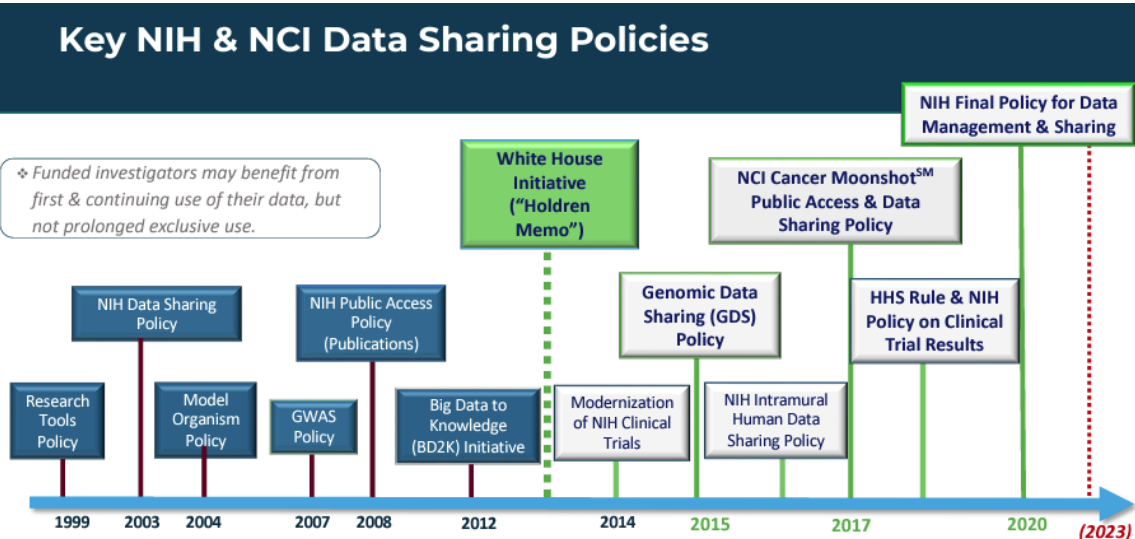 Key NIH & NCI Data Sharing Policies
NIH Final Policy for Data
Management & Sharing
❖ Funded investigators may benefit from
first & continuing use of their data, but
not prolonged exclusive use.
White House
Initiative
(“Holdren
Memo”)
NCI Cancer Moonshot℠
Public Access & Data
Sharing Policy
NIH Data Sharing
Policy
NIH Public Access
Policy
(Publications)
Genomic Data
Sharing (GDS)
Policy
HHS Rule & NIH
Policy on Clinical
Trial Results
Research
Tools
Policy
Model
Organism
Policy
GWAS
Policy
Big Data to
Knowledge
(BD2K) Initiative
Modernization
of NIH Clinical
Trials
NIH Intramural
Human Data
Sharing Policy
1999
2003
2004
2007
2008
2012
2014
2015
2017
2020
(2023)